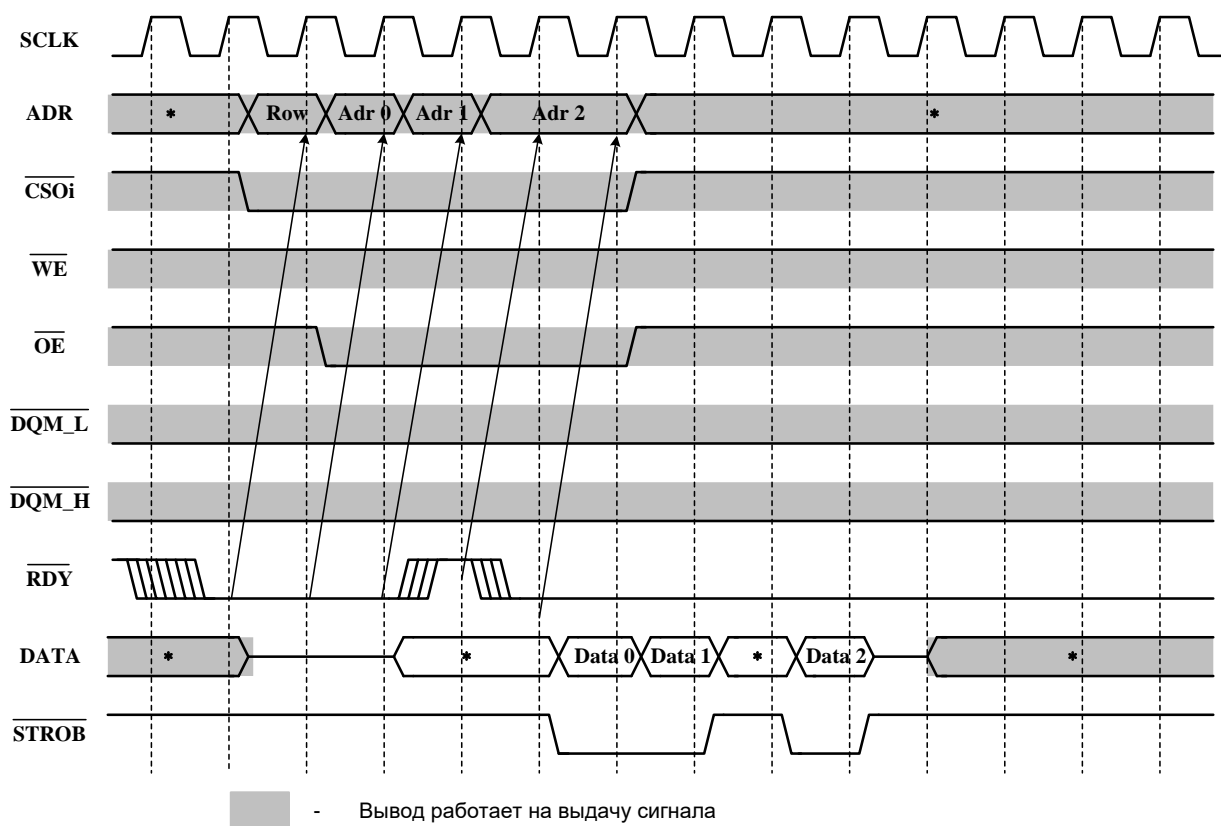 SCLK
ADR * Row Adr 0 Adr 1 Adr 2 *
CSOi
WE
OE
DQM_L
DQM_H
RDY
DATA * * Data 0 Data 1 * Data 2 *
STROB
- Вывод работает на выдачу сигнала